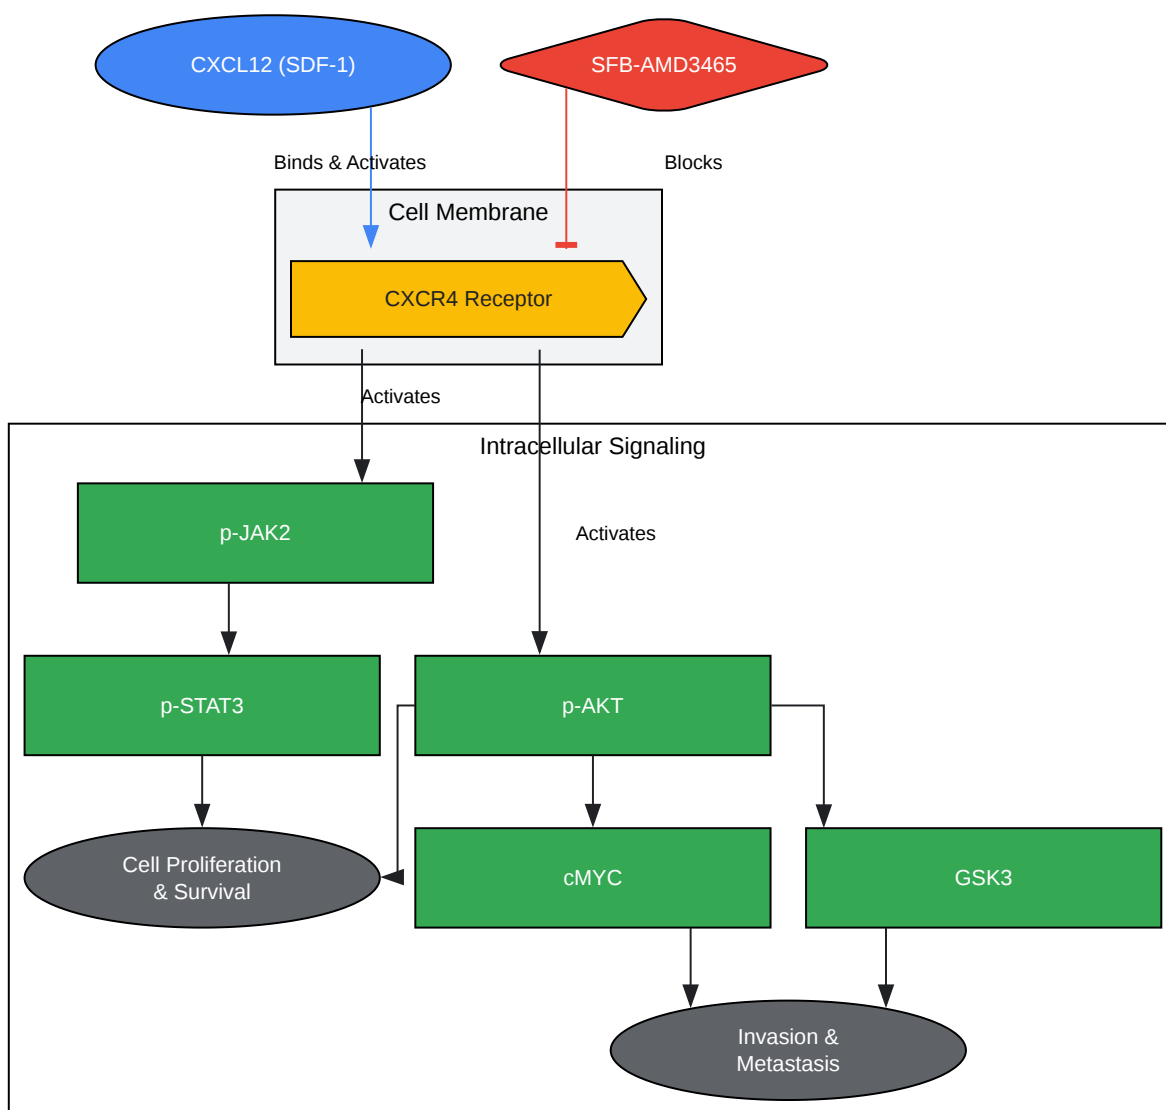 CXCL12 (SDF-1)
SFB-AMD3465
Binds & Activates
Blocks
Cell Membrane
CXCR4 Receptor
Activates
Intracellular Signaling
p-JAK2
Activates
p-STAT3
p-AKT
Cell Proliferation
& Survival
cMYC
GSK3
Invasion &
Metastasis